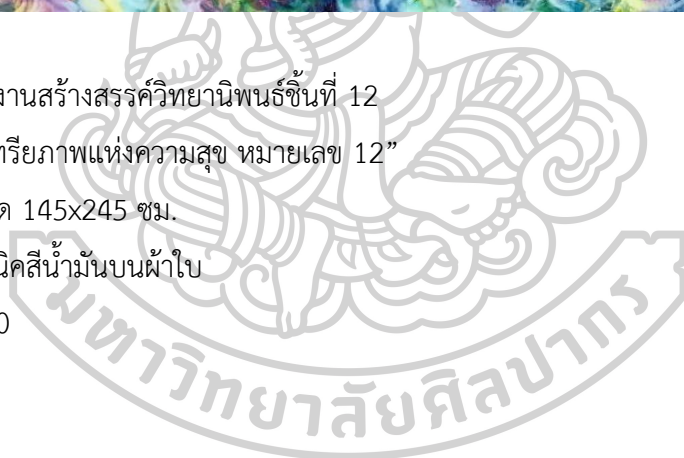 งานสร้างสรรค์วิทยานิพนธ์ชิ้นที่ 12
ทรียภาพแห่งความสุข หมายเลข 12”
145x245 ซม.
นิคสีน้ำมันบนผ้าใบ
0
มหาวิทยาลัยศิลปากร